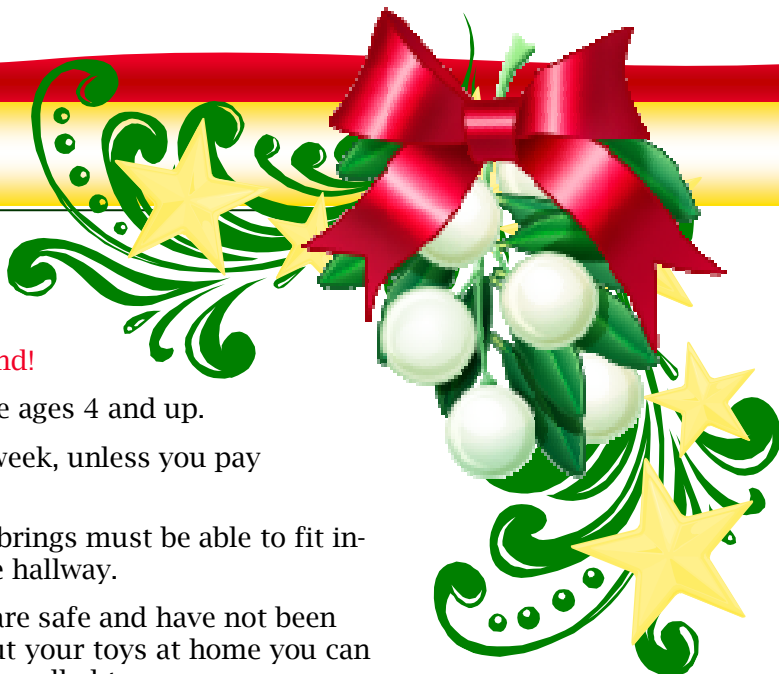 nd!
e ages 4 and up.
week, unless you pay
brings must be able to fit in-
e hallway.
are safe and have not been
ut your toys at home you can